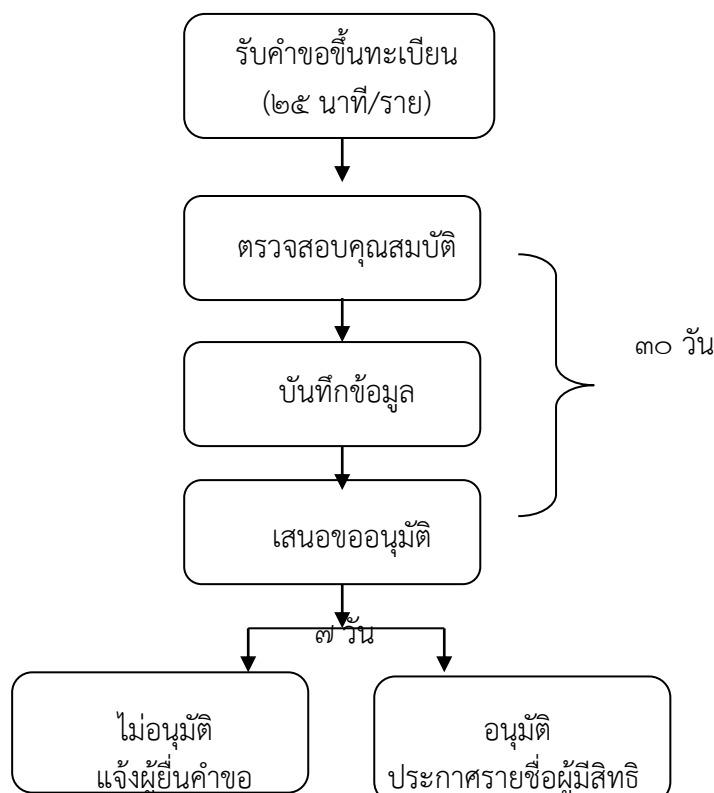 รับคำขอขึ้นทะเบียน
(๒๕ นาที/ราย)
ตรวจสอบคุณสมบัติ
๓๐ วัน
บันทึกข้อมูล
เสนอขออนุมัติ
๗ วัน
ไม่อนุมัติ
แจ้งผู้ยื่นคำขอ
อนุมัติ
ประกาศรายชื่อผู้มีสิทธิ